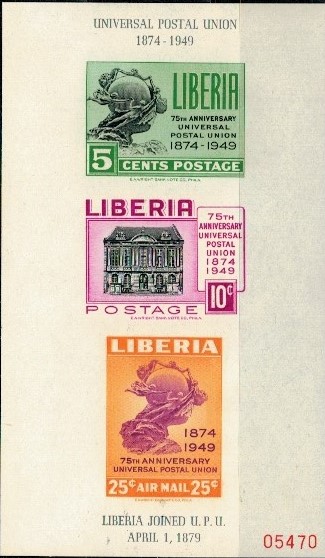 UNIVERSAL POSTAL UNION
1874-1949
LIBERIA
75TH ANNIVERSARY
UNIVERSAL
POSTAL UNION
1874-1949
5 CENTS POSTAGE
LIBERIA
75TH
ANNIVERSARY
UNIVERSAL
POSTAL
UNION
1874
1949
10¢
POSTAGE
LIBERIA
1874
1949
75TH ANNIVERSARY
UNIVERSAL POSTAL UNION
25¢ AIR MAIL 25¢
LIBERIA JOINED U.P.U.
APRIL 1, 1879
05470